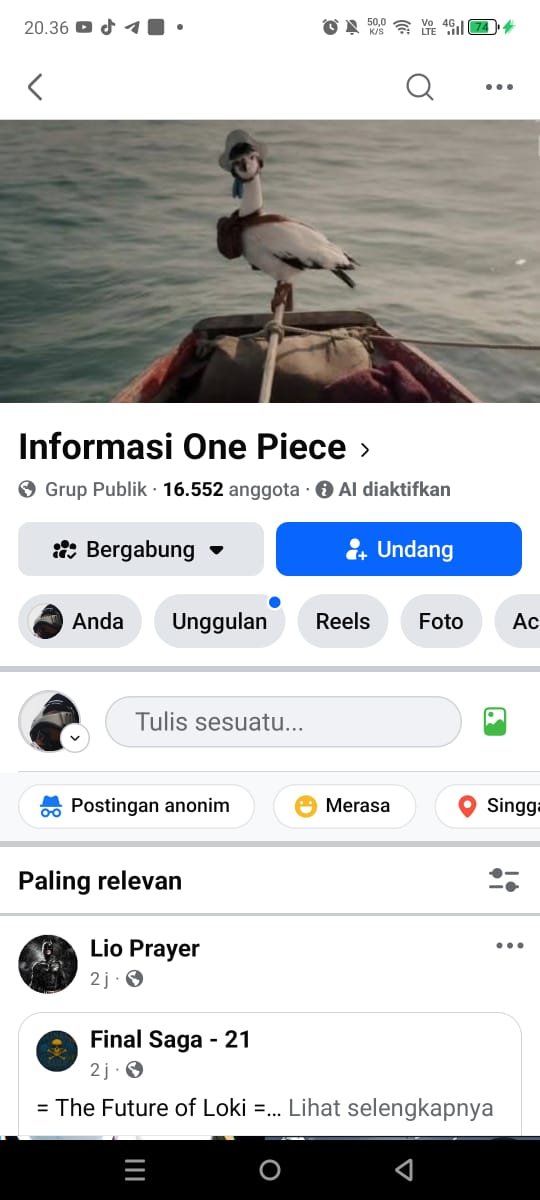 20.36
50,0 K/S
Vo LTE
4G
74
Informasi One Piece
Grup Publik · 16.552 anggota · AI diaktifkan
Bergabung
Undang
Anda
Unggulan
Reels
Foto
Ac
Tulis sesuatu...
Postingan anonim
Merasa
Singga
Paling relevan
Lio Prayer
2 j ·
Final Saga - 21
2 j ·
= The Future of Loki =... Lihat selengkapnya